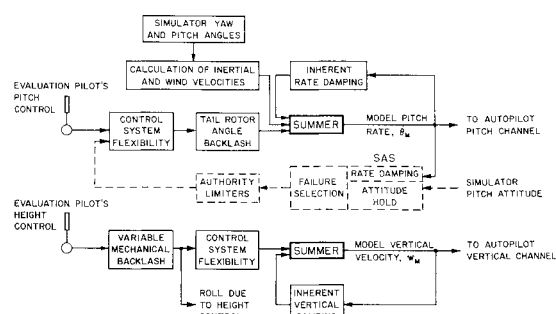 SIMULATOR YAW
AND PITCH ANGLES
EVALUATION PILOT'S
PITCH
CONTROL
CALCULATION OF INERTIAL
AND WIND VELOCITIES
INHERENT
RATE DAMPING
CONTROL
SYSTEM
FLEXIBILITY
TAIL ROTOR
ANGLE
BACKLASH
SUMMER
MODEL PITCH
RATE, θM
TO AUTOPILOT
PITCH CHANNEL
SAS
AUTHORITY
LIMITERS
FAILURE
SELECTION
RATE DAMPING
ATTITUDE
HOLD
SIMULATOR
PITCH ATTITUDE
EVALUATION PILOT'S
HEIGHT
CONTROL
VARIABLE
MECHANICAL
BACKLASH
CONTROL
SYSTEM
FLEXIBILITY
SUMMER
MODEL VERTICAL
VELOCITY, wM
TO AUTOPILOT
VERTICAL CHANNEL
ROLL DUE
TO HEIGHT
INHERENT
VERTICAL